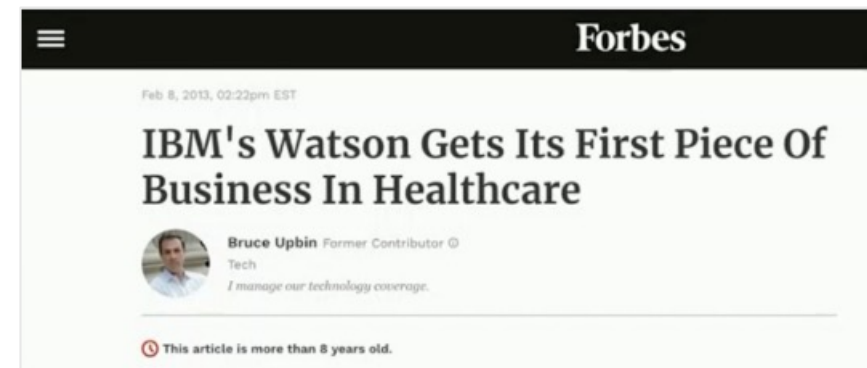 Forbes
Feb 8, 2013, 02:22pm EST
IBM's Watson Gets Its First Piece Of
Business In Healthcare
Bruce Upbin Former Contributor
Tech
I manage our technology coverage.
This article is more than 8 years old.